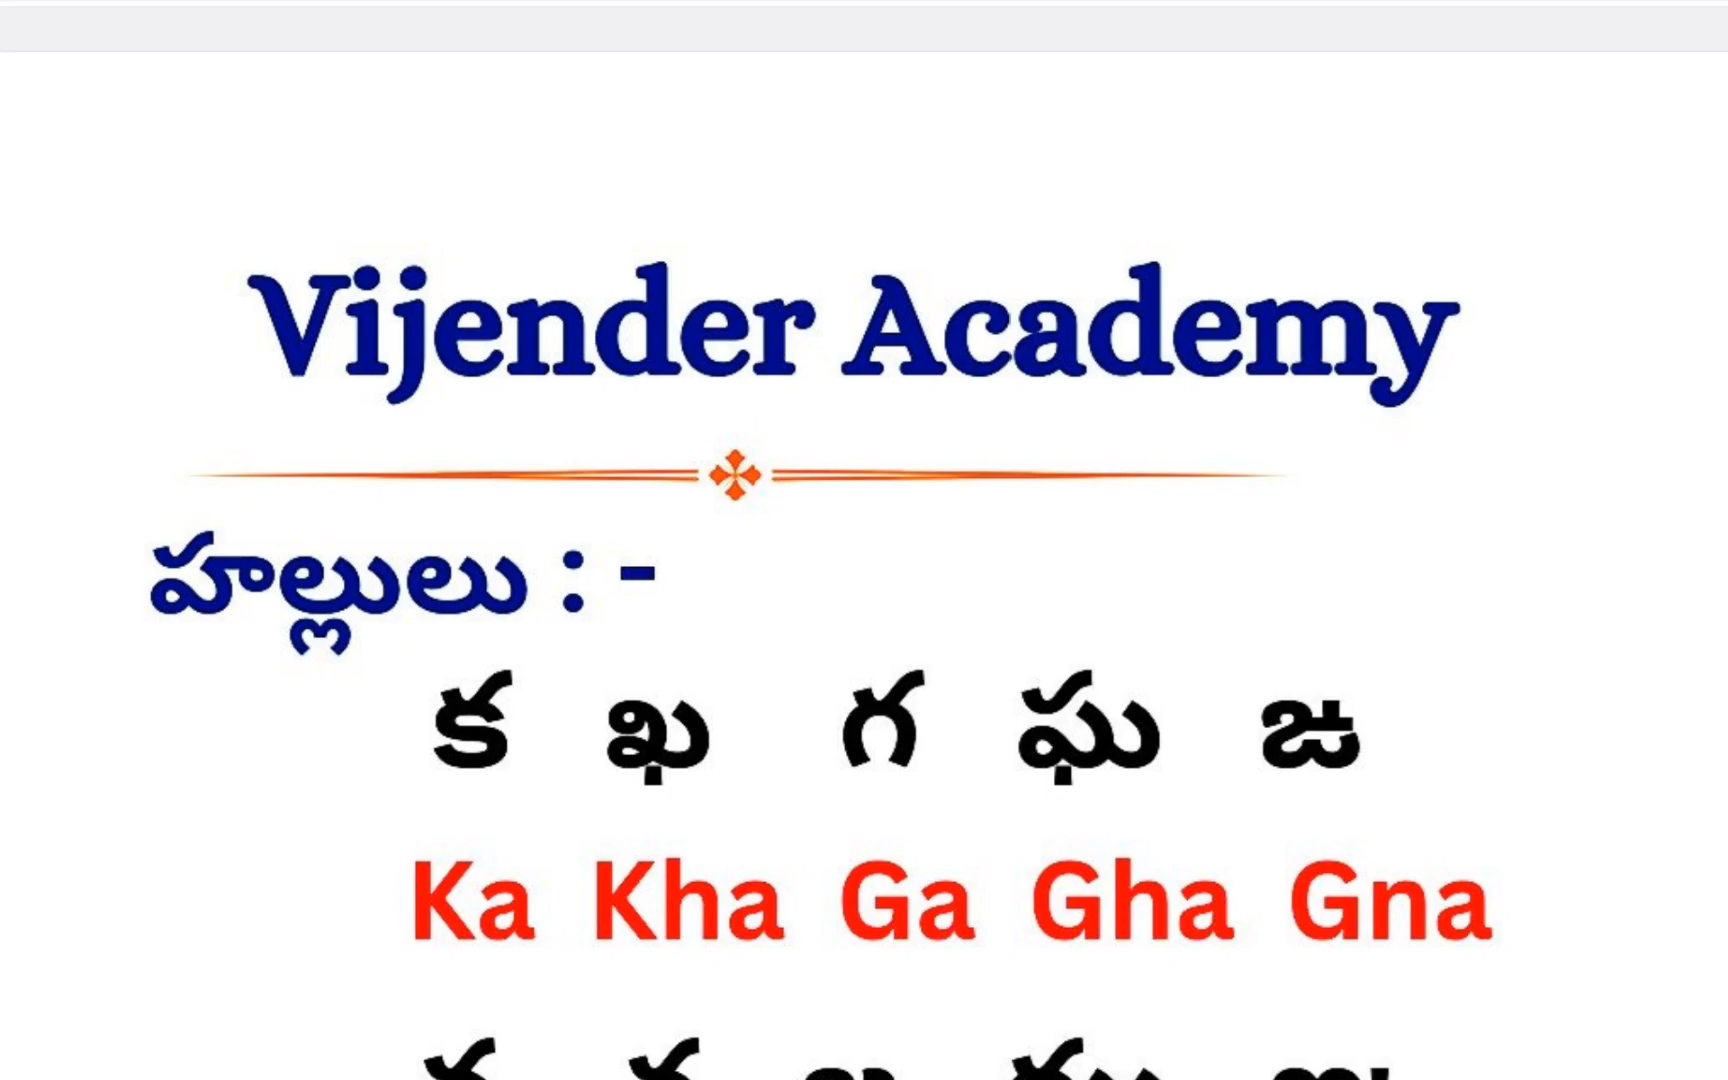 Vijender Academy
హల్లులు : -
క ఖ గ ఘ ఙ
Ka Kha Ga Gha Gna